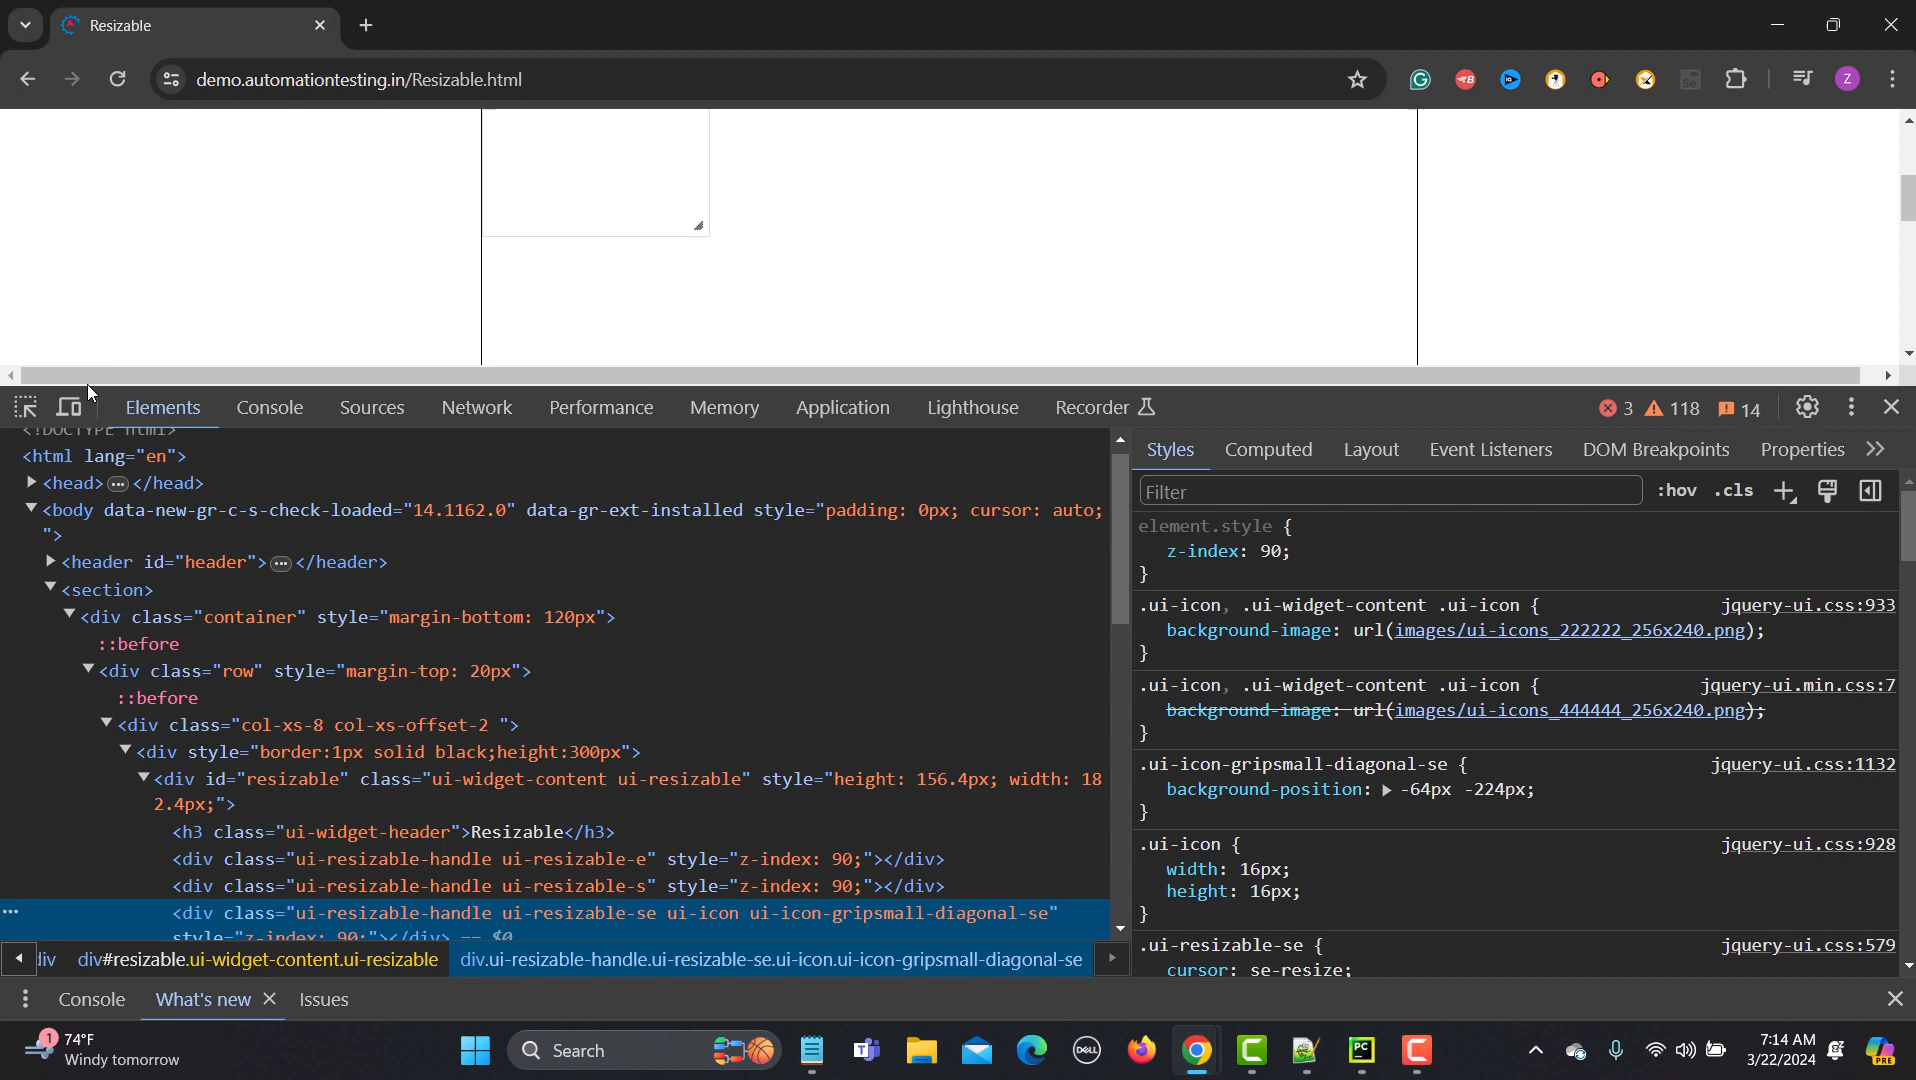 Resizable
demo.automationtesting.in/Resizable.html
Z
Elements Console Sources Network Performance Memory Application Lighthouse Recorder 3 118 14
<!DOCTYPE html>
<html lang="en">
<head> ... </head>
<body data-new-gr-c-s-check-loaded="14.1162.0" data-gr-ext-installed style="padding: 0px; cursor: auto;
">
<header id="header"> ... </header>
<section>
<div class="container" style="margin-bottom: 120px">
::before
<div class="row" style="margin-top: 20px">
::before
<div class="col-xs-8 col-xs-offset-2 ">
<div style="border:1px solid black;height:300px">
<div id="resizable" class="ui-widget-content ui-resizable" style="height: 156.4px; width: 18
2.4px;">
<h3 class="ui-widget-header">Resizable</h3>
<div class="ui-resizable-handle ui-resizable-e" style="z-index: 90;"></div>
<div class="ui-resizable-handle ui-resizable-s" style="z-index: 90;"></div>
... <div class="ui-resizable-handle ui-resizable-se ui-icon ui-icon-gripsmall-diagonal-se"
style="z-index: 90;"></div> == $0
div div#resizable.ui-widget-content.ui-resizable div.ui-resizable-handle.ui-resizable-se.ui-icon.ui-icon-gripsmall-diagonal-se
Styles Computed Layout Event Listeners DOM Breakpoints Properties
Filter :hov .cls
element.style {
z-index: 90;
}
.ui-icon, .ui-widget-content .ui-icon { jquery-ui.css:933
background-image: url(images/ui-icons_222222_256x240.png);
}
.ui-icon, .ui-widget-content .ui-icon { jquery-ui.min.css:7
background-image: url(images/ui-icons_444444_256x240.png);
}
.ui-icon-gripsmall-diagonal-se { jquery-ui.css:1132
background-position: -64px -224px;
}
.ui-icon { jquery-ui.css:928
width: 16px;
height: 16px;
}
.ui-resizable-se { jquery-ui.css:579
cursor: se-resize;
Console What's new Issues
1 74°F
Windy tomorrow
Search
DELL
PC
7:14 AM
3/22/2024
PRE